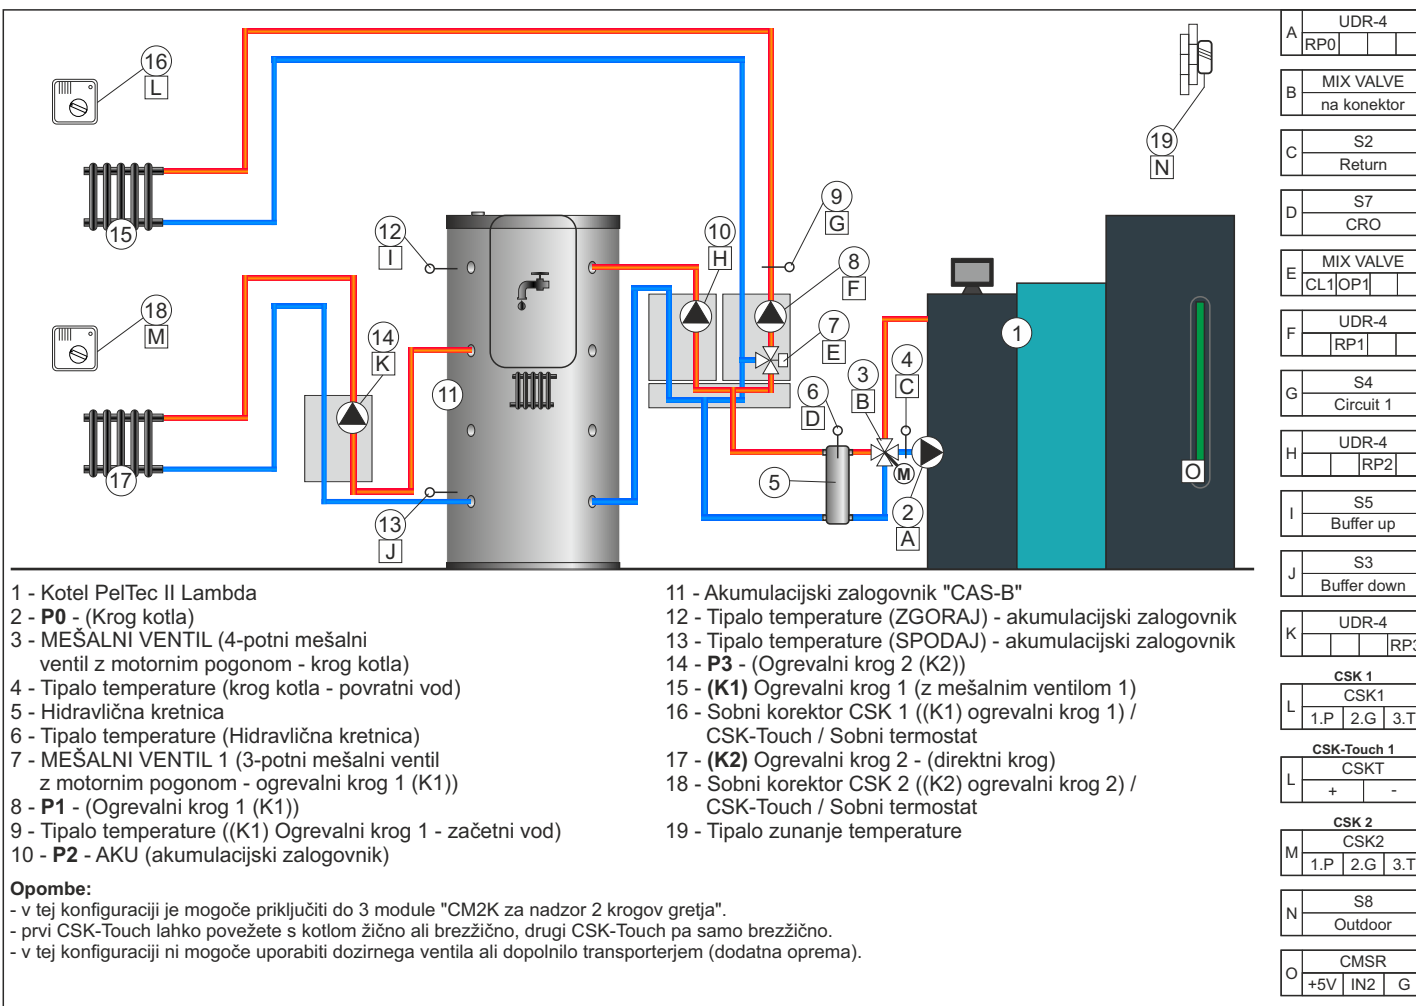 16
L
15
18
M
17
14
K
12
I
11
13
J
10
H
9
G
8
F
7
E
6
D
5
3
B
4
C
M
2
A
1
19
N
O
1 - Kotel PelTec II Lambda
2 - P0 - (Krog kotla)
3 - MEŠALNI VENTIL (4-potni mešalni
ventil z motornim pogonom - krog kotla)
4 - Tipalo temperature (krog kotla - povratni vod)
5 - Hidravlična kretnica
6 - Tipalo temperature (Hidravlična kretnica)
7 - MEŠALNI VENTIL 1 (3-potni mešalni ventil
z motornim pogonom - ogrevalni krog 1 (K1))
8 - P1 - (Ogrevalni krog 1 (K1))
9 - Tipalo temperature ((K1) Ogrevalni krog 1 - začetni vod)
10 - P2 - AKU (akumulacijski zalogovnik)
11 - Akumulacijski zalogovnik "CAS-B"
12 - Tipalo temperature (ZGORAJ) - akumulacijski zalogovnik
13 - Tipalo temperature (SPODAJ) - akumulacijski zalogovnik
14 - P3 - (Ogrevalni krog 2 (K2))
15 - (K1) Ogrevalni krog 1 (z mešalnim ventilom 1)
16 - Sobni korektor CSK 1 ((K1) ogrevalni krog 1) /
CSK-Touch / Sobni termostat
17 - (K2) Ogrevalni krog 2 - (direktni krog)
18 - Sobni korektor CSK 2 ((K2) ogrevalni krog 2) /
CSK-Touch / Sobni termostat
19 - Tipalo zunanje temperature
Opombe:
- v tej konfiguraciji je mogoče priključiti do 3 module "CM2K za nadzor 2 krogov gretja".
- prvi CSK-Touch lahko povežete s kotlom žično ali brezžično, drugi CSK-Touch pa samo brezžično.
- v tej konfiguraciji ni mogoče uporabiti dozirnega ventila ali dopolnilo transporterjem (dodatna oprema).
A UDR-4
RP0
B MIX VALVE
na konektor
C S2
Return
D S7
CRO
E MIX VALVE
CL1 OP1
F UDR-4
RP1
G S4
Circuit 1
H UDR-4
RP2
I S5
Buffer up
J S3
Buffer down
K UDR-4
RP3
CSK 1
L CSK1
1.P 2.G 3.T
CSK-Touch 1
L CSKT
+ -
CSK 2
M CSK2
1.P 2.G 3.T
N S8
Outdoor
O CMSR
+5V IN2 G